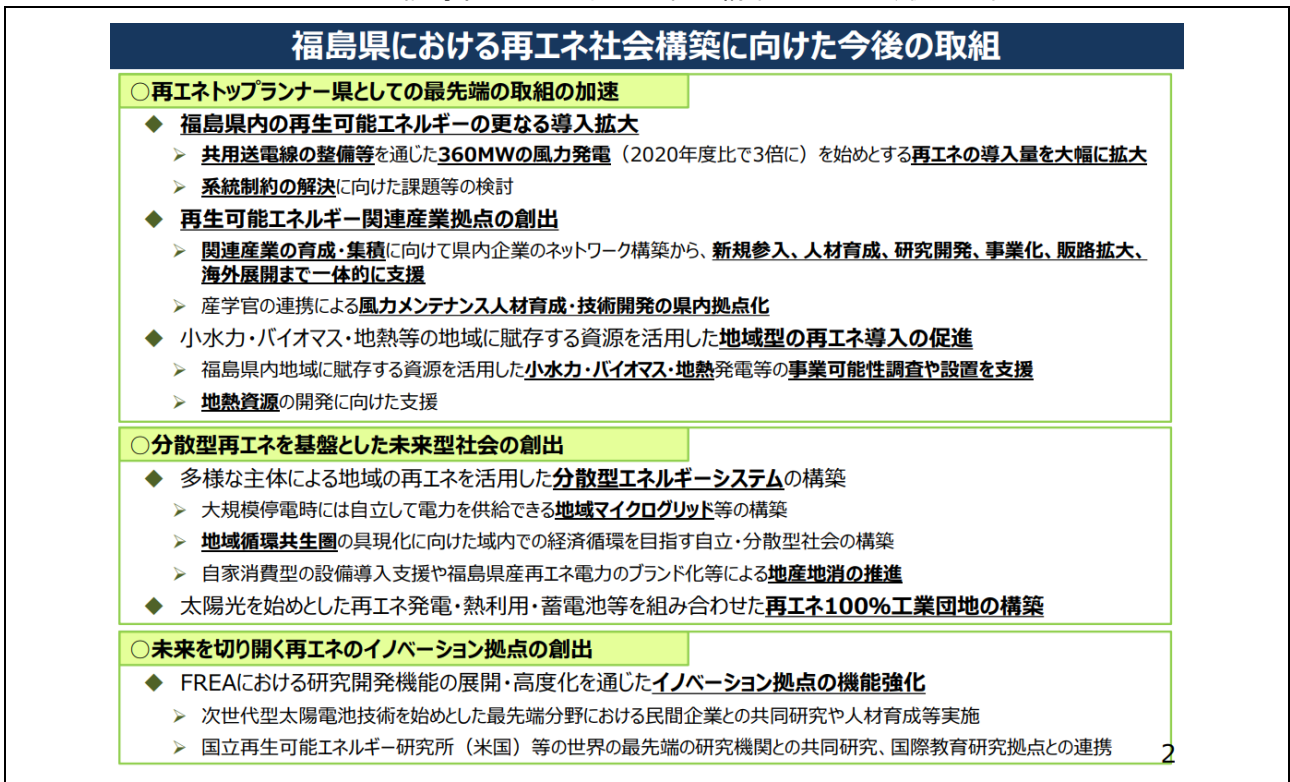 福島県における再エネ社会構築に向けた今後の取組
○再エネトップランナー県としての最先端の取組の加速
◆ 福島県内の再生可能エネルギーの更なる導入拡大
➢ 共用送電線の整備等を通じた360MWの風力発電（2020年度比で3倍に）を始めとする再エネの導入量を大幅に拡大
➢ 系統制約の解決に向けた課題等の検討
◆ 再生可能エネルギー関連産業拠点の創出
➢ 関連産業の育成・集積に向けて県内企業のネットワーク構築から、新規参入、人材育成、研究開発、事業化、販路拡大、
海外展開まで一体的に支援
➢ 産学官の連携による風力メンテナンス人材育成・技術開発の県内拠点化
◆ 小水力・バイオマス・地熱等の地域に賦存する資源を活用した地域型の再エネ導入の促進
➢ 福島県内地域に賦存する資源を活用した小水力・バイオマス・地熱発電等の事業可能性調査や設置を支援
➢ 地熱資源の開発に向けた支援
○分散型再エネを基盤とした未来型社会の創出
◆ 多様な主体による地域の再エネを活用した分散型エネルギーシステムの構築
➢ 大規模停電時には自立して電力を供給できる地域マイクログリッド等の構築
➢ 地域循環共生圏の具現化に向けた域内での経済循環を目指す自立・分散型社会の構築
➢ 自家消費型の設備導入支援や福島県産再エネ電力のブランド化等による地産地消の推進
◆ 太陽光を始めとした再エネ発電・熱利用・蓄電池等を組み合わせた再エネ100%工業団地の構築
○未来を切り開く再エネのイノベーション拠点の創出
◆ FREAにおける研究開発機能の展開・高度化を通じたイノベーション拠点の機能強化
➢ 次世代型太陽電池技術を始めとした最先端分野における民間企業との共同研究や人材育成等実施
➢ 国立再生可能エネルギー研究所（米国）等の世界の最先端の研究機関との共同研究、国際教育研究拠点との連携
2